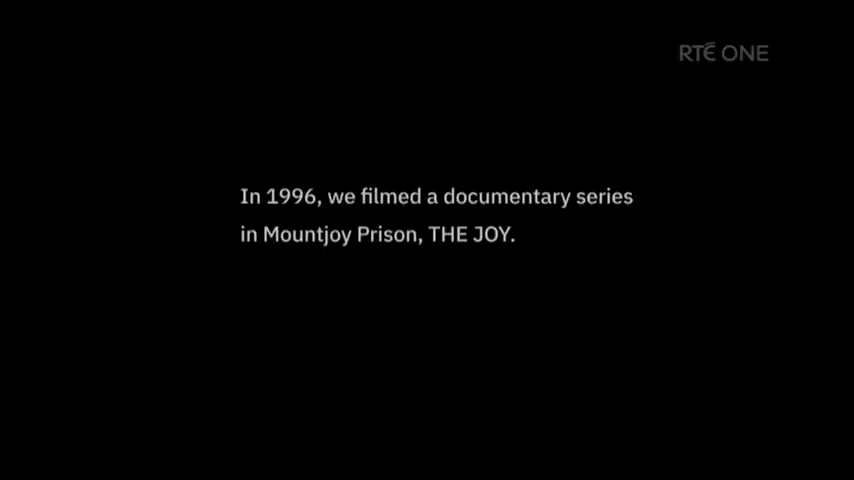 RTÉ ONE
In 1996, we filmed a documentary series
in Mountjoy Prison, THE JOY.